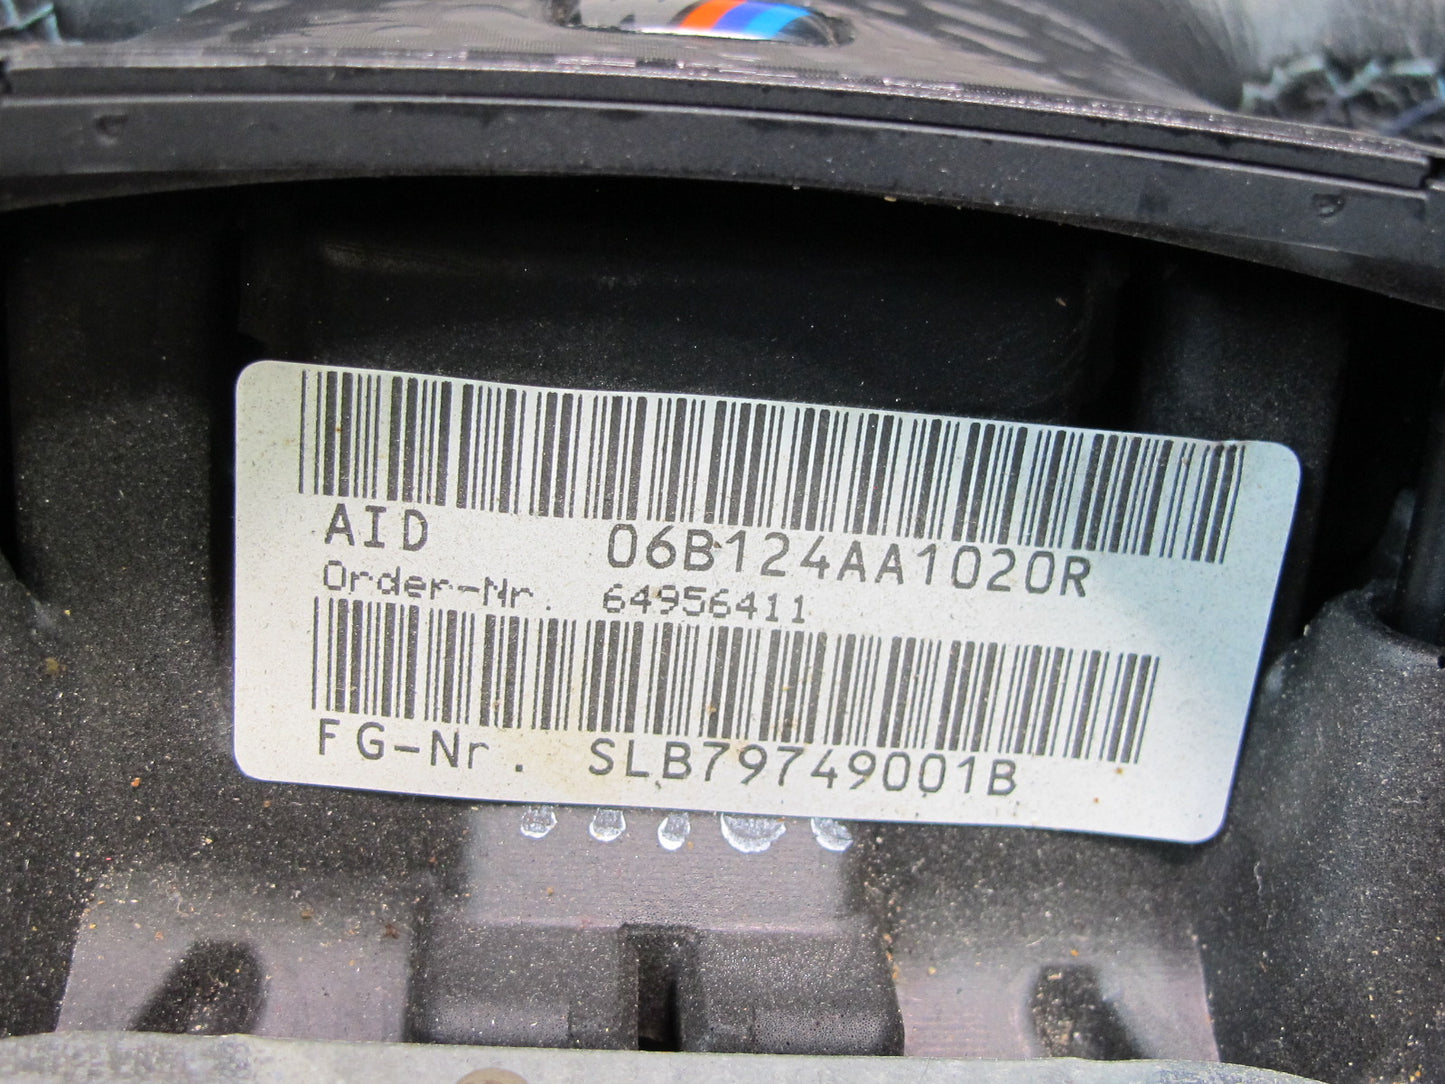 AID 06B124AA1020R
Order-Nr. 64956411
FG-Nr. SLB79749001B